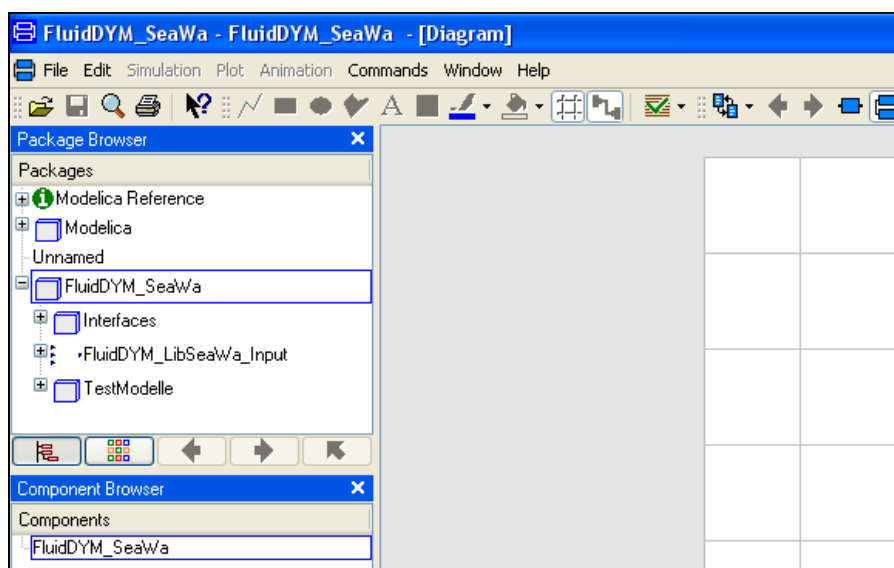 FluidDYM_SeaWa - FluidDYM_SeaWa - [Diagram]
File Edit Simulation Plot Animation Commands Window Help
A
Package Browser
Packages
Modelica Reference
Modelica
Unnamed
FluidDYM_SeaWa
Interfaces
FluidDYM_LibSeaWa_Input
TestModelle
Component Browser
Components
FluidDYM_SeaWa